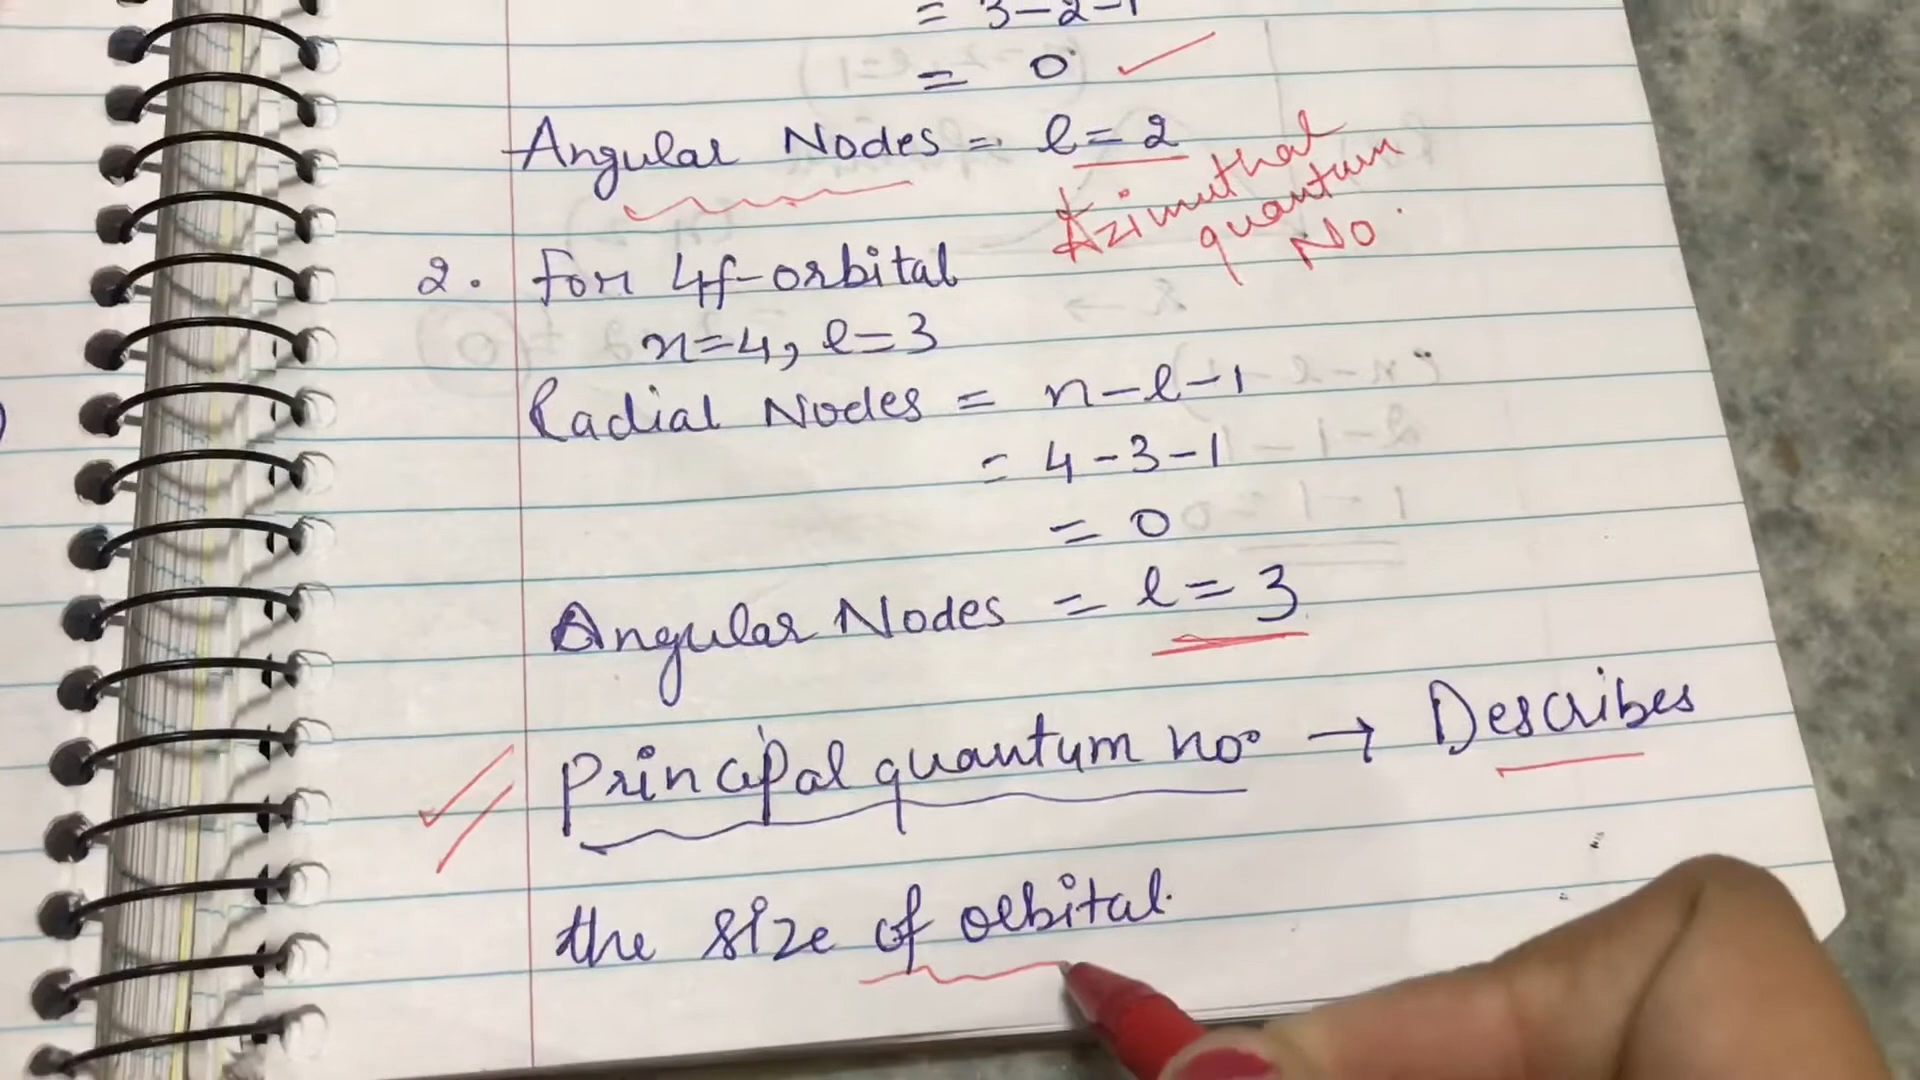 = 3-2-1
= 0
Angular Nodes = l=2
Azimuthal
quantum
No.
2. For 4f-orbital
n=4, l=3
Radial Nodes = n-l-1
= 4-3-1
= 0
Angular Nodes = l=3
Principal quantum no. → Describes
the size of orbital.